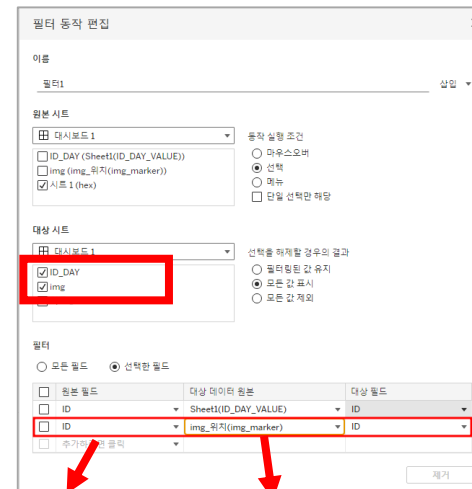 필터 동작 편집
이름
필터1
삽입
원본 시트
대시보드 1
동작 실행 조건
ID_DAY (Sheet1(ID_DAY_VALUE))
img (img_위치(img_marker))
시트 1 (hex)
마우스오버
선택
메뉴
단일 선택만 해당
대상 시트
대시보드 1
선택을 해제할 경우의 결과
ID_DAY
img
필터링된 값 유지
모든 값 표시
모든 값 제외
필터
모든 필드 선택한 필드
원본 필드 대상 데이터 원본 대상 필드
ID Sheet1(ID_DAY_VALUE) ID
ID img_위치(img_marker) ID
클릭
제거